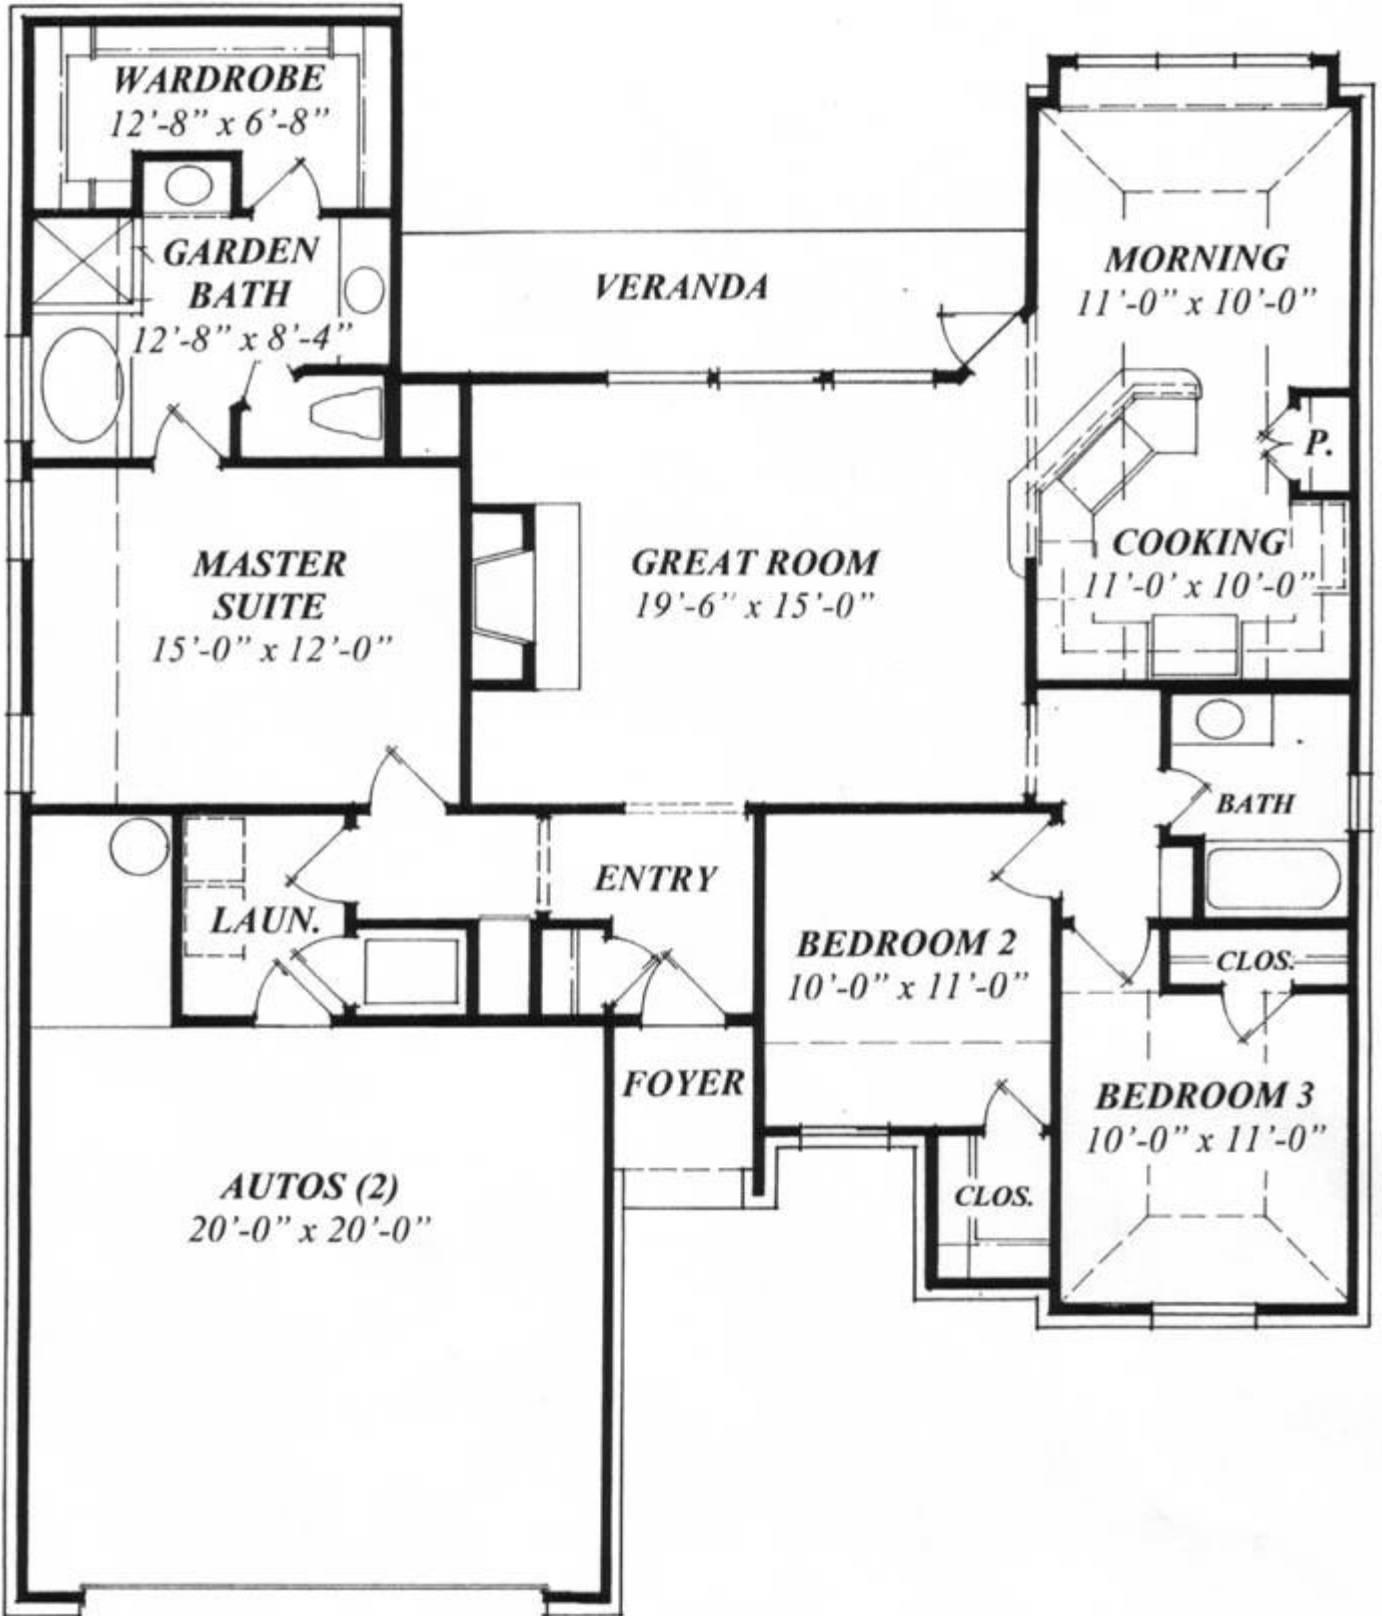 WARDROBE
12'-8" x 6'-8"
GARDEN
BATH
12'-8" x 8'-4"
VERANDA
MORNING
11'-0" x 10'-0"
P.
COOKING
11'-0' x 10'-0"
MASTER
SUITE
15'-0" x 12'-0"
GREAT ROOM
19'-6" x 15'-0"
BATH
ENTRY
LAUN.
BEDROOM 2
10'-0" x 11'-0"
CLOS.
FOYER
BEDROOM 3
10'-0" x 11'-0"
AUTOS (2)
20'-0" x 20'-0"
CLOS.